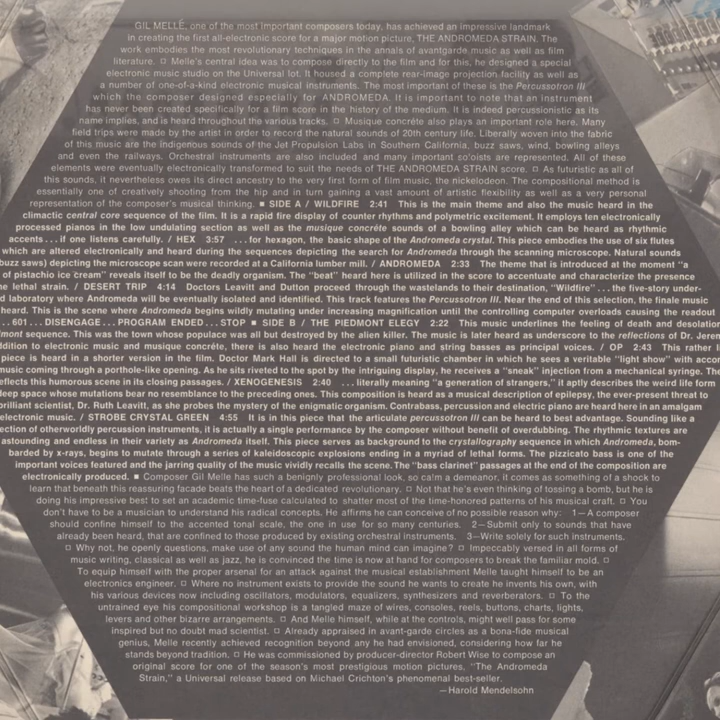 GIL MELLÉ, one of the most important composers today, has achieved an impressive landmark
in creating the first all-electronic score for a major motion picture, THE ANDROMEDA STRAIN. The
work embodies the most revolutionary techniques in the annals of avantgarde music as well as film
literature. □ Melle's central idea was to compose directly to the film and for this, he designed a special
electronic music studio on the Universal lot. It housed a complete rear-image projection facility as well as
a number of one-of-a-kind electronic musical instruments. The most important of these is the Percussotron III
which the composer designed especially for ANDROMEDA. It is important to note that an instrument
has never been created specifically for a film score in the history of the medium. It is indeed percussionistic as its
name implies, and is heard throughout the various tracks. □ Musique concréte also plays an important role here. Many
field trips were made by the artist in order to record the natural sounds of 20th century life. Liberally woven into the fabric
of this music are the indigenous sounds of the Jet Propulsion Labs in Southern California, buzz saws, wind, bowling alleys
and even the railways. Orchestral instruments are also included and many important soloists are represented. All of these
elements were eventually electronically transformed to suit the needs of THE ANDROMEDA STRAIN score. □ As futuristic as all of
this sounds, it nevertheless owes its direct ancestry to the very first form of film music, the nickelodeon. The compositional method is
essentially one of creatively shooting from the hip and in turn gaining a vast amount of artistic flexibility as well as a very personal
representation of the composer's musical thinking. ■ SIDE A / WILDFIRE 2:41 This is the main theme and also the music heard in the
climactic central core sequence of the film. It is a rapid fire display of counter rhythms and polymetric excitement. It employs ten electronically
processed pianos in the low undulating section as well as the musique concréte sounds of a bowling alley which can be heard as rhythmic
accents...if one listens carefully. / HEX 3:57 ...for hexagon, the basic shape of the Andromeda crystal. This piece embodies the use of six flutes
which are altered electronically and heard during the sequences depicting the search for Andromeda through the scanning microscope. Natural sounds
buzz saws) depicting the microscope scan were recorded at a California lumber mill. / ANDROMEDA 2:33 The theme that is introduced at the moment "a
of pistachio ice cream" reveals itself to be the deadly organism. The "beat" heard here is utilized in the score to accentuate and characterize the presence
he lethal strain. / DESERT TRIP 4:14 Doctors Leavitt and Dutton proceed through the wastelands to their destination, "Wildfire"...the five-story under-
d laboratory where Andromeda will be eventually isolated and identified. This track features the Percussotron III. Near the end of this selection, the finale music
heard. This is the scene where Andromeda begins wildly mutating under increasing magnification until the controlling computer overloads causing the readout
...601...DISENGAGE...PROGRAM ENDED...STOP ■ SIDE B / THE PIEDMONT ELEGY 2:22 This music underlines the feeling of death and desolation
mont sequence. This was the town whose populace was all but destroyed by the alien killer. The music is later heard as underscore to the reflections of Dr. Jerem
ddition to electronic music and musique concréte, there is also heard the electronic piano and string basses as principal voices. / OP 2:43 This rather l
piece is heard in a shorter version in the film. Doctor Mark Hall is directed to a small futuristic chamber in which he sees a veritable "light show" with accom
music coming through a porthole-like opening. As he sits riveted to the spot by the intriguing display, he receives a "sneak" injection from a mechanical syringe. The
eflects this humorous scene in its closing passages. / XENOGENESIS 2:40 ...literally meaning "a generation of strangers," it aptly describes the weird life form
deep space whose mutations bear no resemblance to the preceding ones. This composition is heard as a musical description of epilepsy, the ever-present threat to
brilliant scientist, Dr. Ruth Leavitt, as she probes the mystery of the enigmatic organism. Contrabass, percussion and electric piano are heard here in an amalgam
electronic music. / STROBE CRYSTAL GREEN 4:55 It is in this piece that the articulate percusotron III can be heard to best advantage. Sounding like a
ection of otherworldly percussion instruments, it is actually a single performance by the composer without benefit of overdubbing. The rhythmic textures are
astounding and endless in their variety as Andromeda itself. This piece serves as background to the crystallography sequence in which Andromeda, bom-
barded by x-rays, begins to mutate through a series of kaleidoscopic explosions ending in a myriad of lethal forms. The pizzicato bass is one of the
important voices featured and the jarring quality of the music vividly recalls the scene. The "bass clarinet" passages at the end of the composition are
electronically produced. ■ Composer Gil Melle has such a benignly professional look, so calm a demeanor, it comes as something of a shock to
learn that beneath this reassuring facade beats the heart of a dedicated revolutionary. □ Not that he's even thinking of tossing a bomb, but he is
doing his impressive best to set an academic time-fuse calculated to shatter most of the time-honored patterns of his musical craft. □ You
don't have to be a musician to understand his radical concepts. He affirms he can conceive of no possible reason why: 1—A composer
should confine himself to the accented tonal scale, the one in use for so many centuries. 2—Submit only to sounds that have
already been heard, that are confined to those produced by existing orchestral instruments. 3—Write solely for such instruments.
□ Why not, he openly questions, make use of any sound the human mind can imagine? □ Impeccably versed in all forms of
music writing, classical as well as jazz, he is convinced the time is now at hand for composers to break the familiar mold. □
To equip himself with the proper arsenal for an attack against the musical establishment Melle taught himself to be an
electronics engineer. □ Where no instrument exists to provide the sound he wants to create he invents his own, with
his various devices now including oscillators, modulators, equalizers, synthesizers and reverberators. □ To the
untrained eye his compositional workshop is a tangled maze of wires, consoles, reels, buttons, charts, lights,
levers and other bizarre arrangements. □ And Melle himself, while at the controls, might well pass for some
inspired but no doubt mad scientist. □ Already appraised in avant-garde circles as a bona-fide musical
genius, Melle recently achieved recognition beyond any he had envisioned, considering how far he
stands beyond tradition. □ He was commissioned by producer-director Robert Wise to compose an
original score for one of the season's most prestigious motion pictures, "The Andromeda
Strain," a Universal release based on Michael Crichton's phenomenal best-seller.
—Harold Mendelsohn